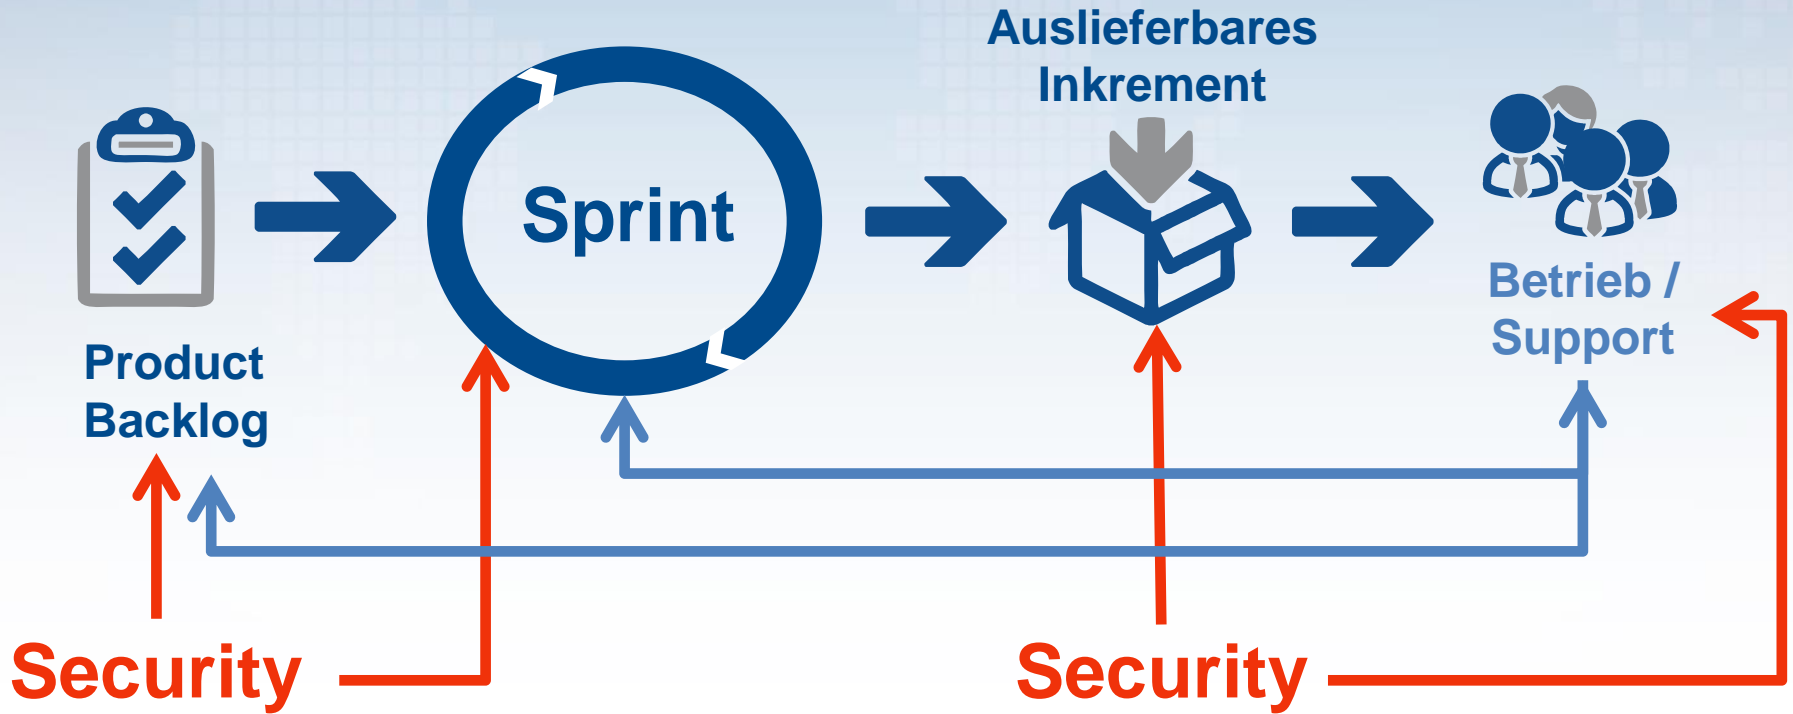 Auslieferbares
Inkrement
Sprint
Betrieb /
Support
Product
Backlog
Security
Security